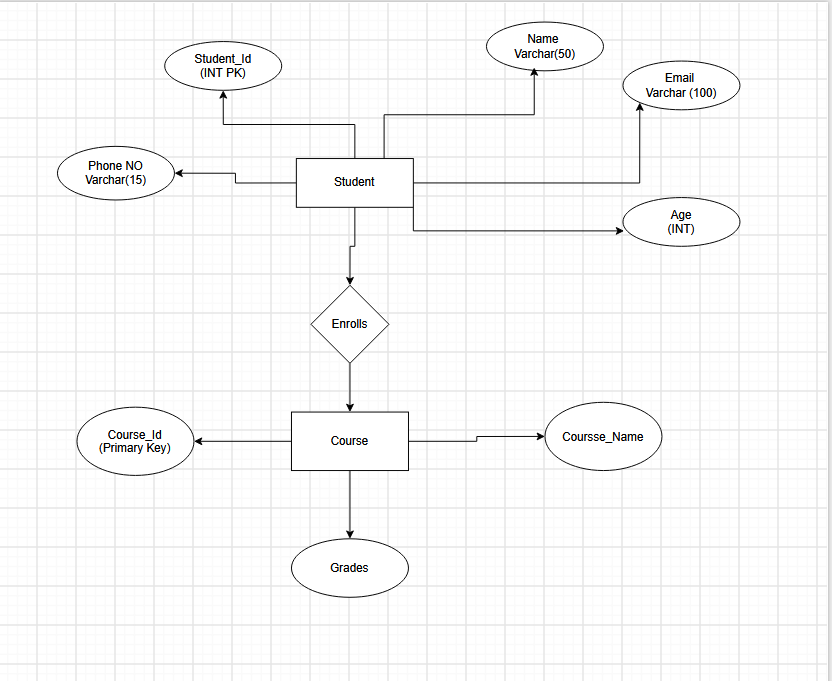 Name
Varchar(50)
Student_Id
(INT PK)
Email
Varchar (100)
Phone NO
Varchar(15)
Student
Age
(INT)
Enrolls
Course_Id
(Primary Key)
Course
Coursse_Name
Grades